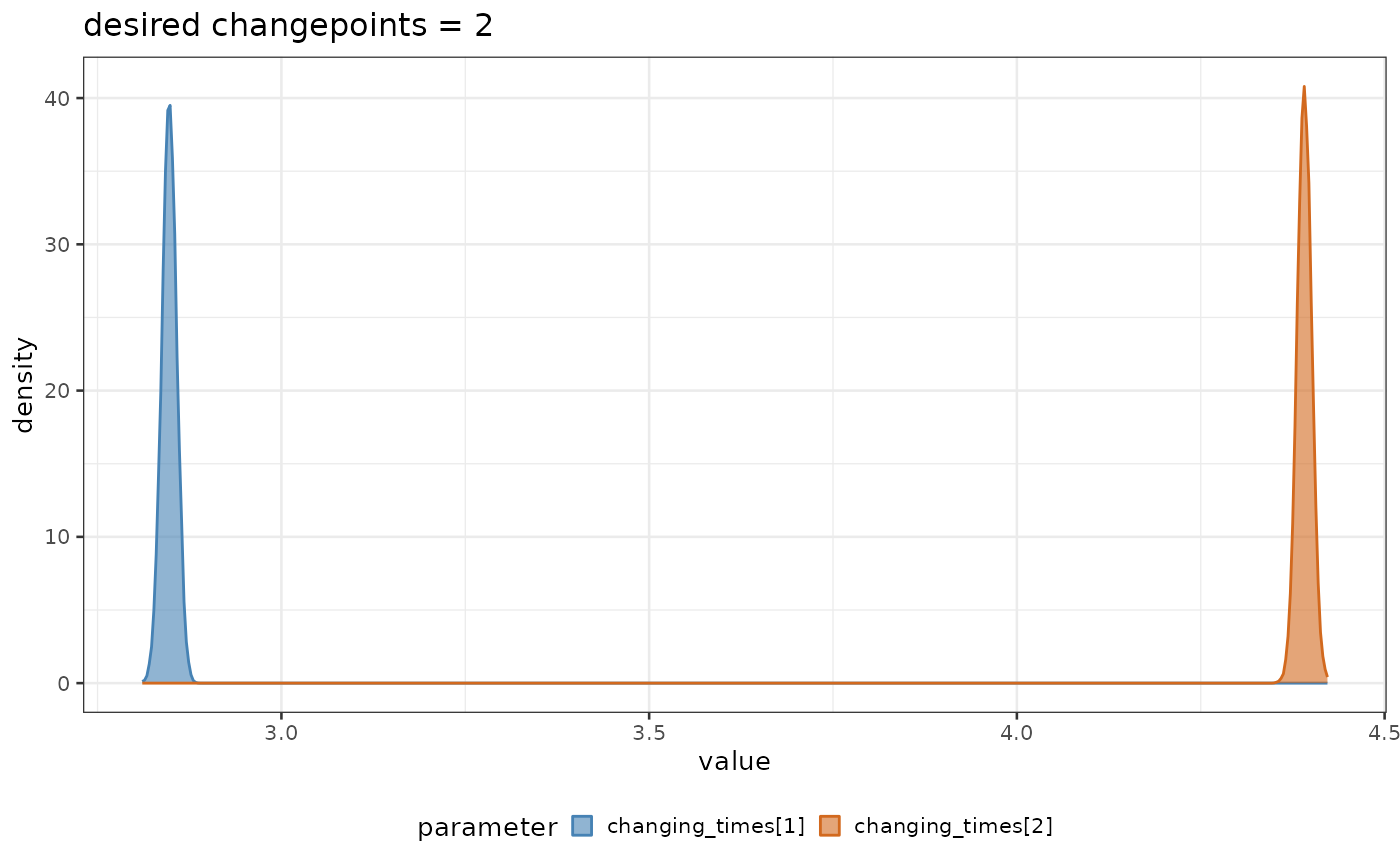 desired changepoints = 2
40
30
20
10
0
density
3.0 3.5 4.0 4.5
value
parameter changing_times[1] changing_times[2]